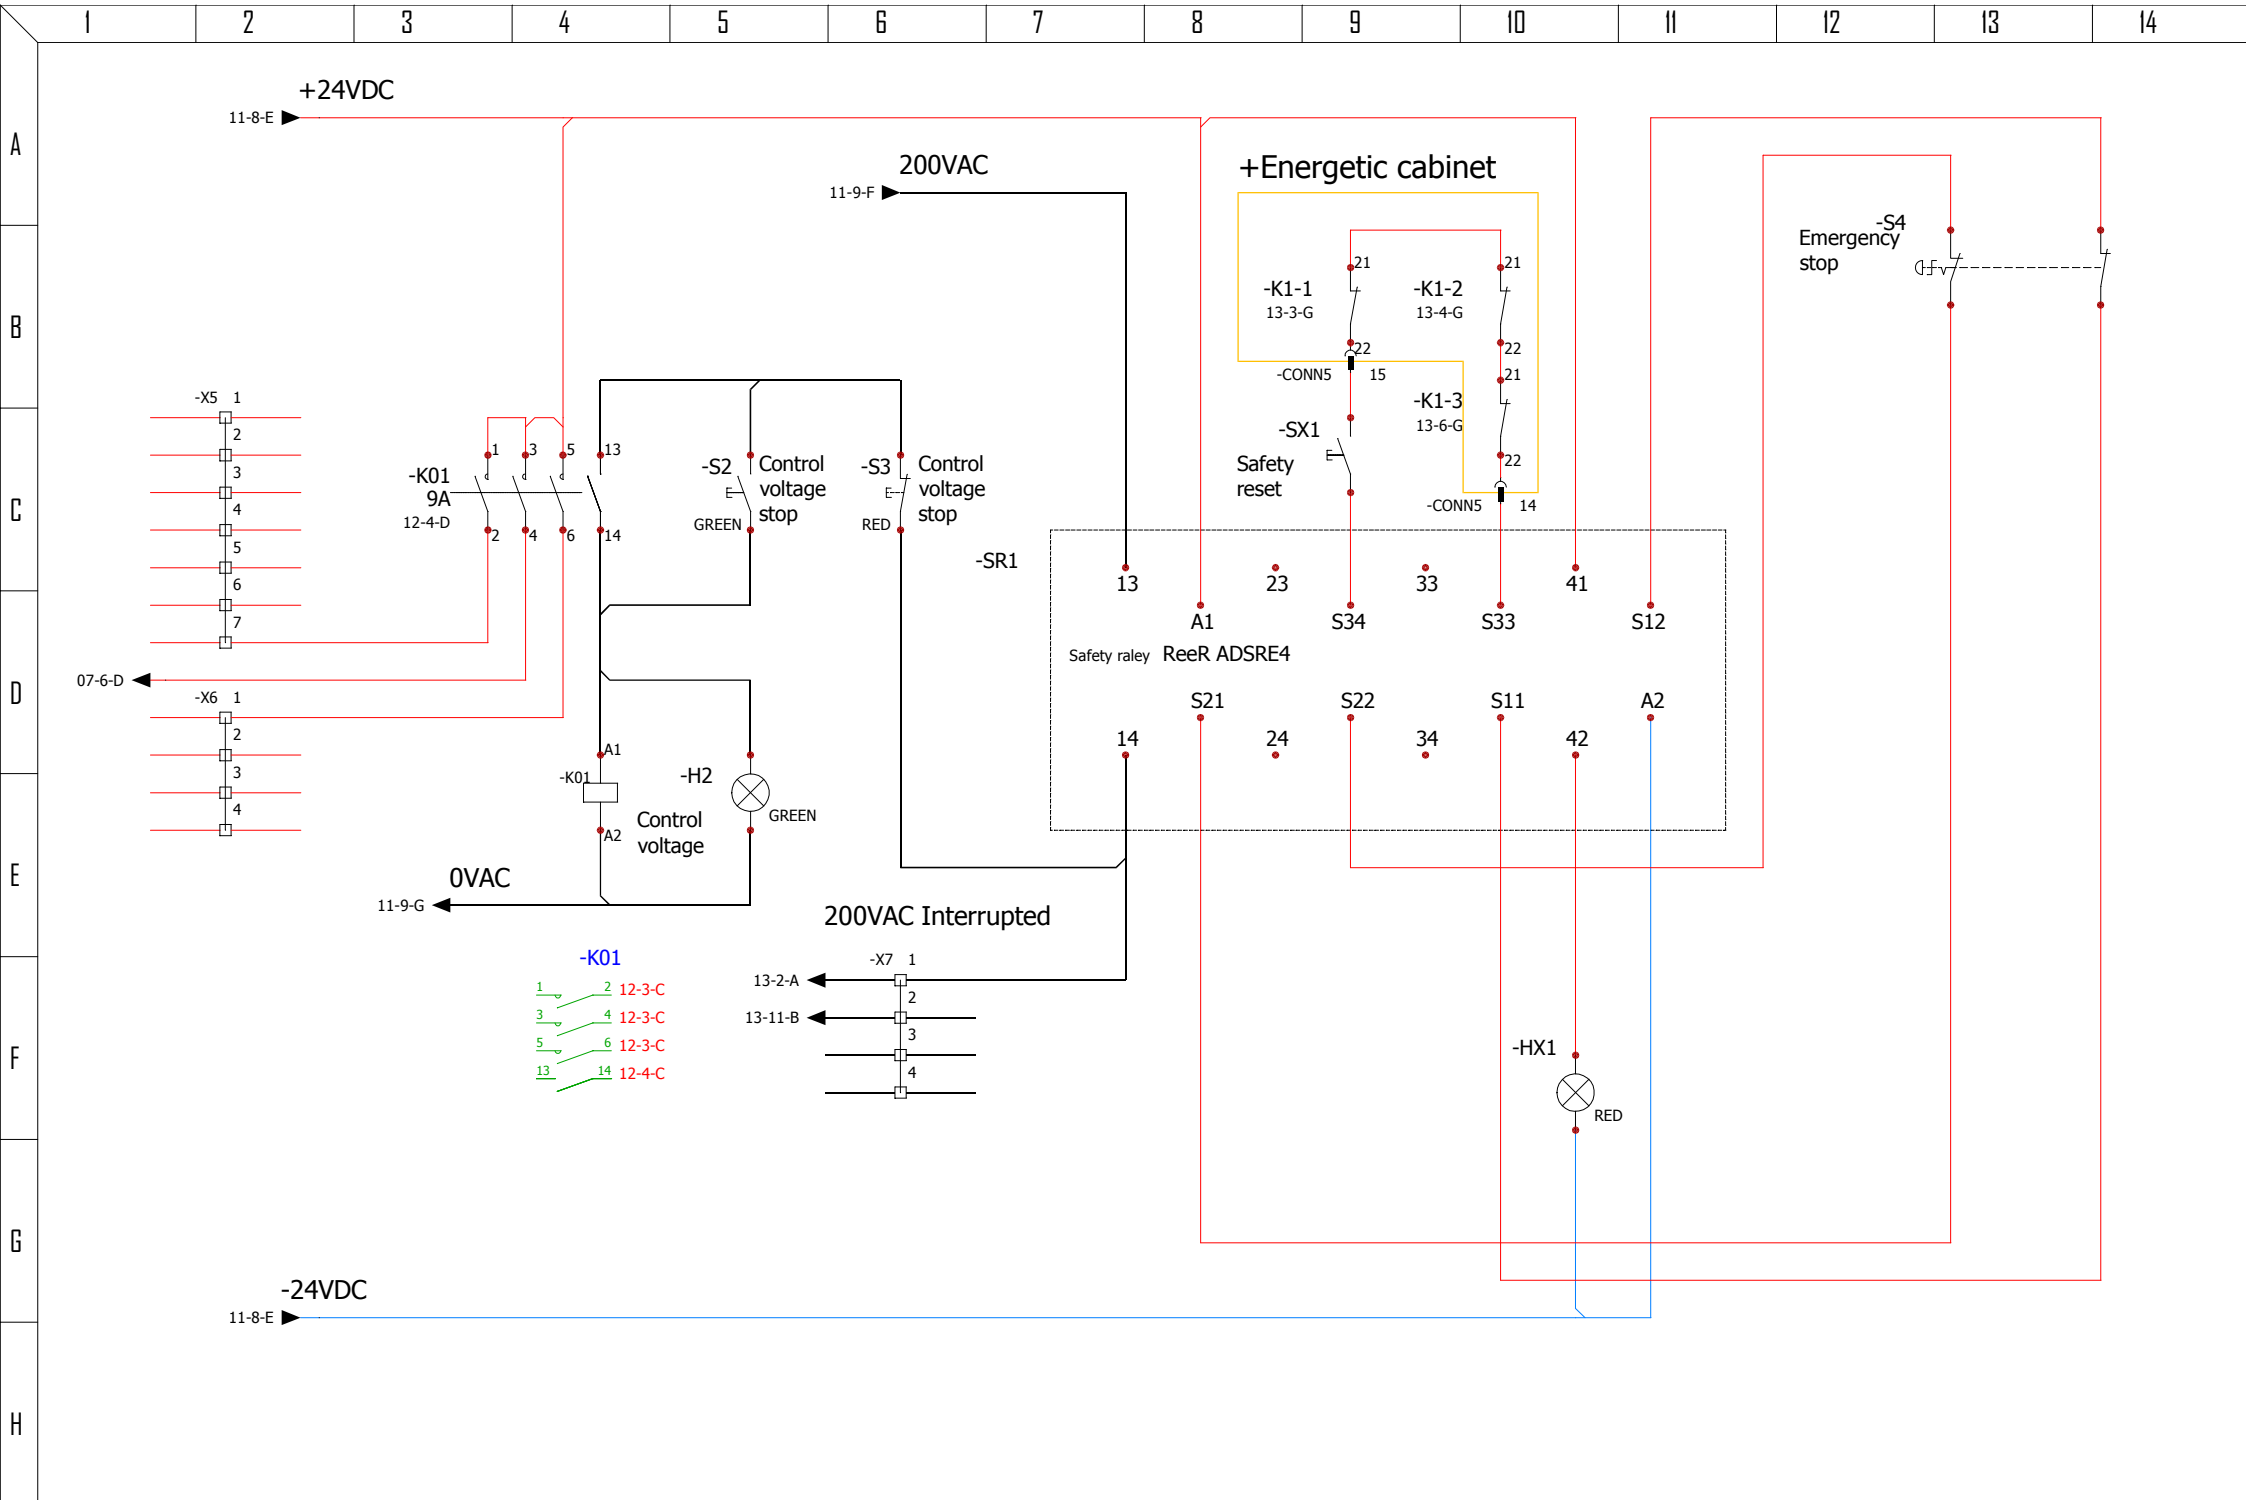 1 2 3 4 5 6 7 8 9 10 11 12 13 14
A
B
C
D
E
F
G
H
+24VDC
11-8-E
200VAC
11-9-F
+Energetic cabinet
-K1-1
13-3-G
21
22
-K1-2
13-4-G
21
22
-CONN5 15
-K1-3
13-6-G
21
22
-CONN5 14
-SX1
Safety
reset
-S4
Emergency
stop
-X5 1
2
3
4
5
6
7
-K01
9A
12-4-D
1 3 5 13
2 4 6 14
-S2
Control
voltage
stop
GREEN
-S3
Control
voltage
stop
RED
-SR1
13 23 33 41
A1 S34 S33 S12
Safety raley ReeR ADSRE4
S21 S22 S11 A2
14 24 34 42
07-6-D
-X6 1
2
3
4
-K01
A1
A2
Control
voltage
-H2
GREEN
0VAC
11-9-G
200VAC Interrupted
-K01
1 2 12-3-C
3 4 12-3-C
5 6 12-3-C
13 14 12-4-C
-X7 1
13-2-A
2
13-11-B
3
4
-HX1
RED
-24VDC
11-8-E